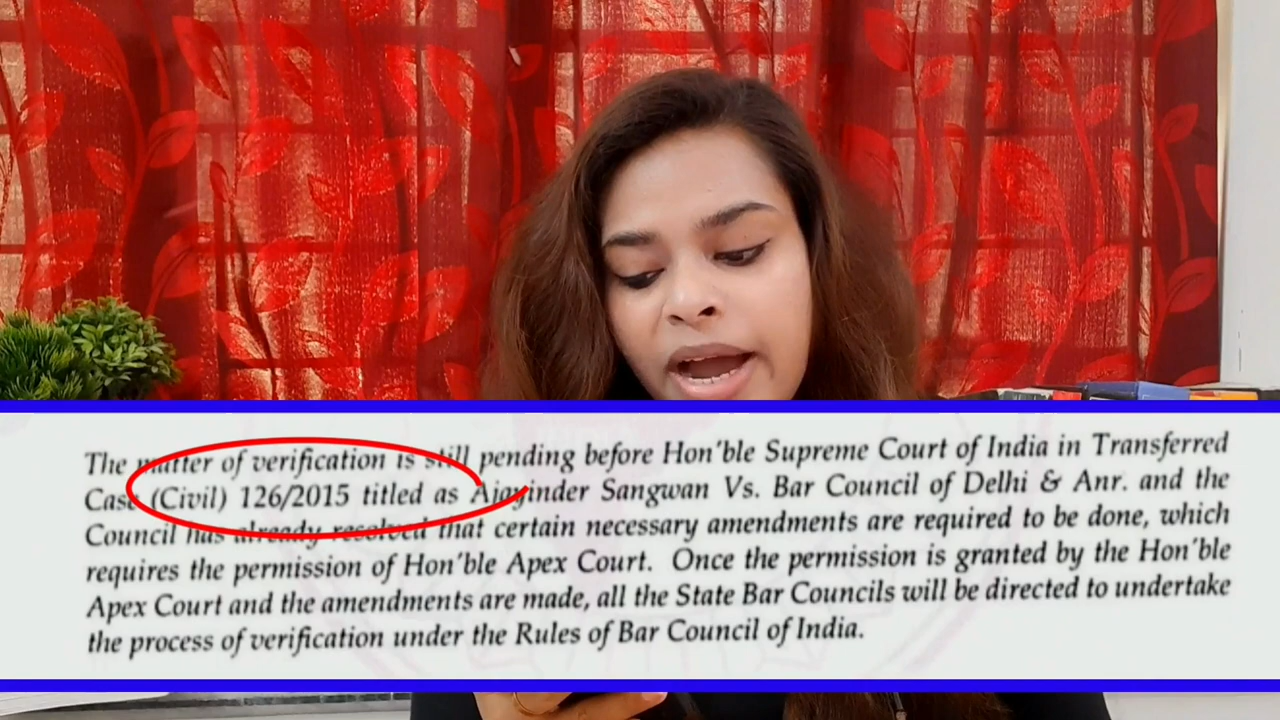 The matter of verification is still pending before Hon'ble Supreme Court of India in Transferred
Case (Civil) 126/2015 titled as Ajayinder Sangwan Vs. Bar Council of Delhi & Anr. and the
Council has already resolved that certain necessary amendments are required to be done, which
requires the permission of Hon'ble Apex Court. Once the permission is granted by the Hon'ble
Apex Court and the amendments are made, all the State Bar Councils will be directed to undertake
the process of verification under the Rules of Bar Council of India.